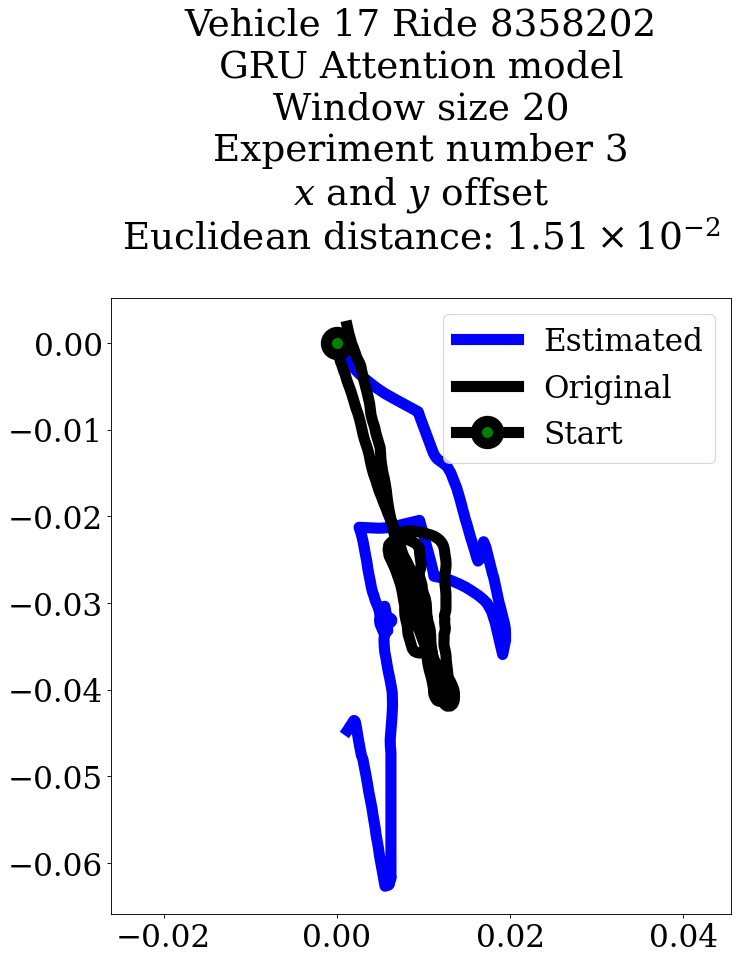 Vehicle 17 Ride 8358202
GRU Attention model
Window size 20
Experiment number 3
x and y offset
Euclidean distance: 1.51 × 10⁻²
Estimated
Original
Start
0.00
−0.01
−0.02
−0.03
−0.04
−0.05
−0.06
−0.02 0.00 0.02 0.04